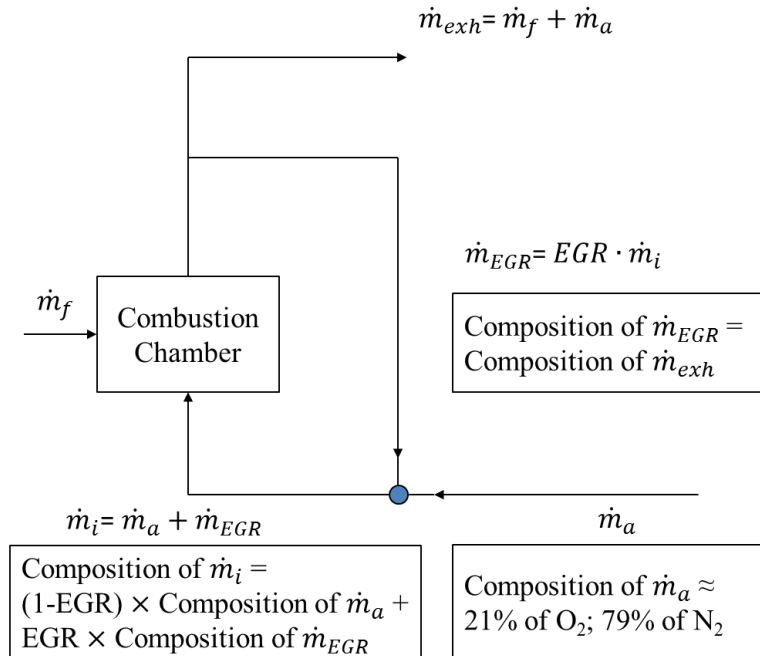 ṁ_exh= ṁ_f + ṁ_a
ṁ_EGR= EGR · ṁ_i
ṁ_f
Combustion
Chamber
Composition of ṁ_EGR =
Composition of ṁ_exh
ṁ_i= ṁ_a + ṁ_EGR
ṁ_a
Composition of ṁ_i =
(1-EGR) × Composition of ṁ_a +
EGR × Composition of ṁ_EGR
Composition of ṁ_a ≈
21% of O₂; 79% of N₂